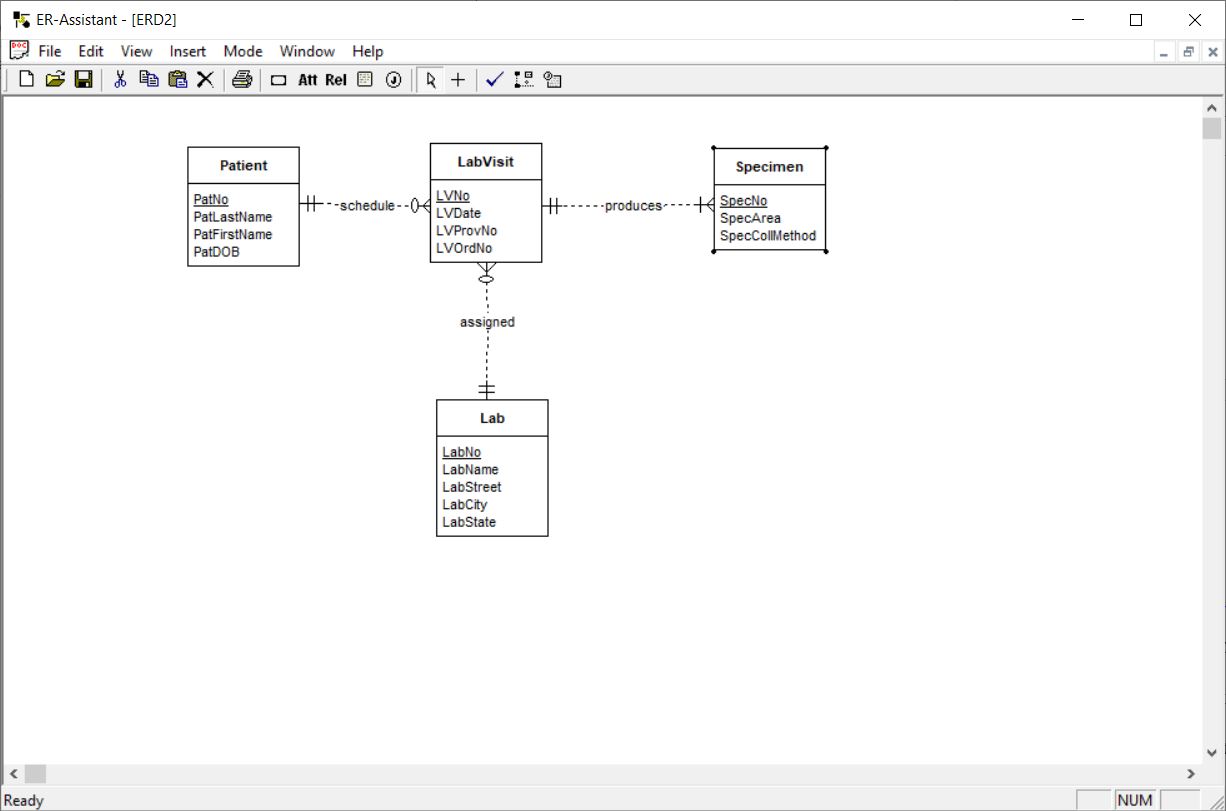 ER-Assistant - [ERD2]
DOC File Edit View Insert Mode Window Help
Att Rel J
Patient
PatNo
PatLastName
PatFirstName
PatDOB
schedule
LabVisit
LVNo
LVDate
LVProvNo
LVOrdNo
produces
Specimen
SpecNo
SpecArea
SpecCollMethod
assigned
Lab
LabNo
LabName
LabStreet
LabCity
LabState
Ready NUM